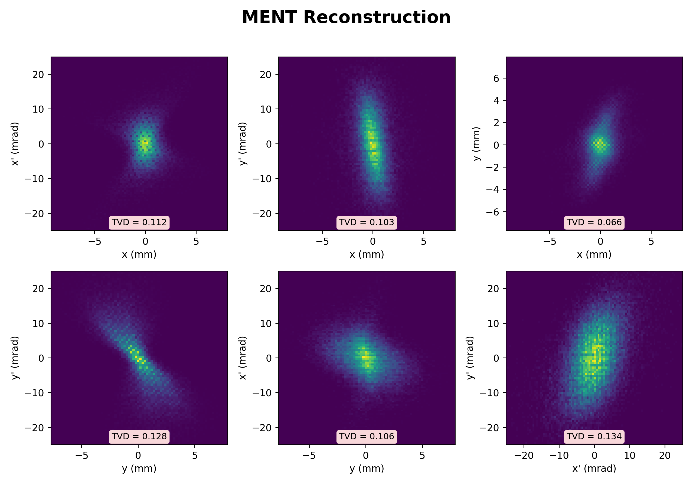 MENT Reconstruction
20
10
0
−10
−20
x' (mrad)
TVD = 0.112
−5
0
5
x (mm)
20
10
0
−10
−20
y' (mrad)
TVD = 0.103
−5
0
5
x (mm)
6
4
2
0
−2
−4
−6
y (mm)
TVD = 0.066
−5
0
5
x (mm)
20
10
0
−10
−20
y' (mrad)
TVD = 0.128
−5
0
5
y (mm)
20
10
0
−10
−20
x' (mrad)
TVD = 0.106
−5
0
5
y (mm)
20
10
0
−10
−20
y' (mrad)
TVD = 0.134
−20
−10
0
10
20
x' (mrad)